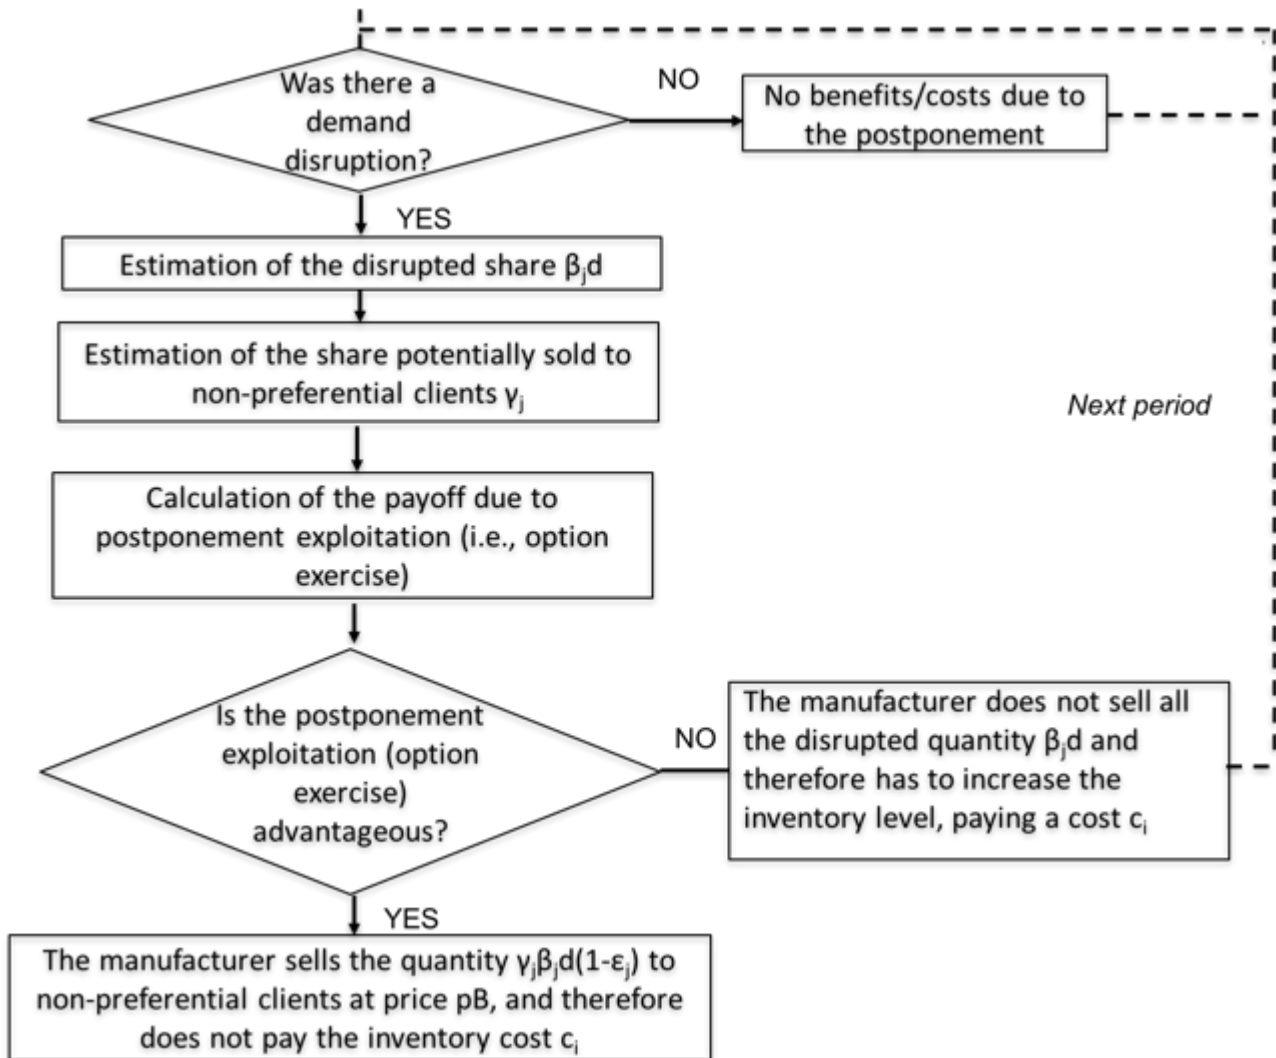 Was there a
demand
disruption?
NO
No benefits/costs due to
the postponement
YES
Estimation of the disrupted share βjd
Estimation of the share potentially sold to
non-preferential clients γj
Next period
Calculation of the payoff due to
postponement exploitation (i.e., option
exercise)
Is the postponement
exploitation (option
exercise)
advantageous?
NO
The manufacturer does not sell all
the disrupted quantity βjd and
therefore has to increase the
inventory level, paying a cost ci
YES
The manufacturer sells the quantity γjβjd(1-εj) to
non-preferential clients at price pB, and therefore
does not pay the inventory cost ci